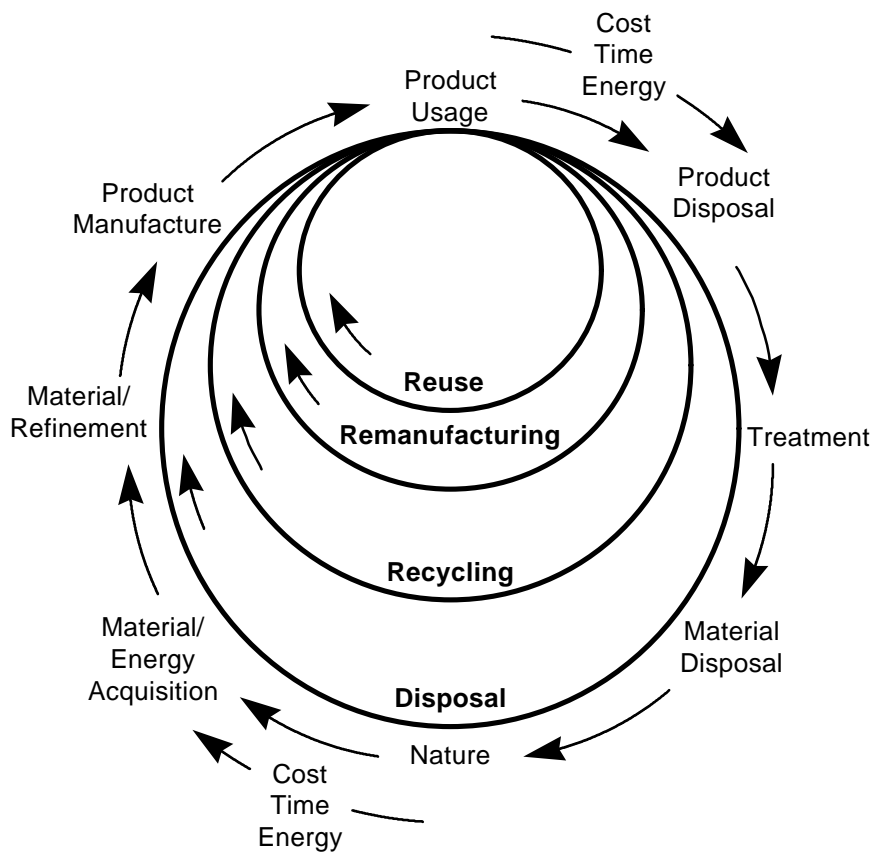 Cost
Time
Energy
Product
Usage
Product
Disposal
Product
Manufacture
Reuse
Material/
Refinement
Remanufacturing
Treatment
Recycling
Material/
Energy
Acquisition
Material
Disposal
Disposal
Nature
Cost
Time
Energy